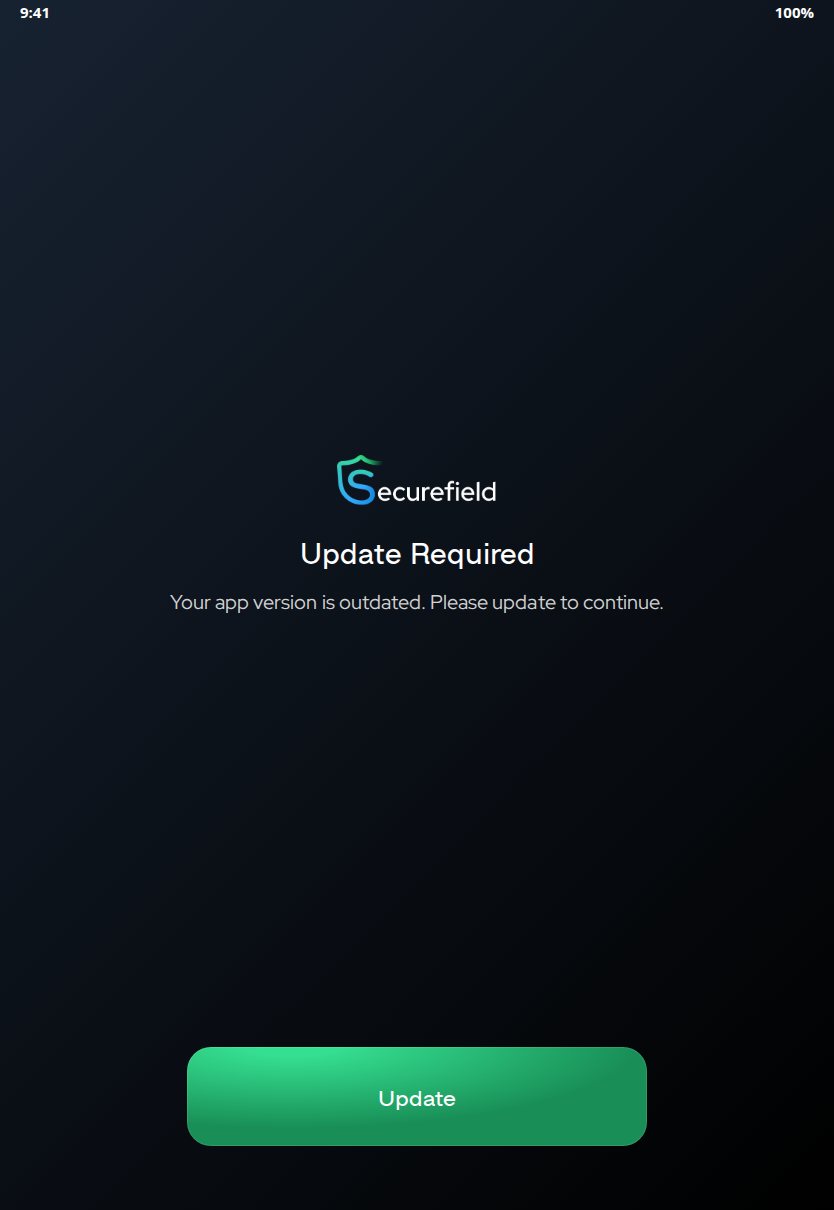 9:41 100%
Securefield
Update Required
Your app version is outdated. Please update to continue.
Update